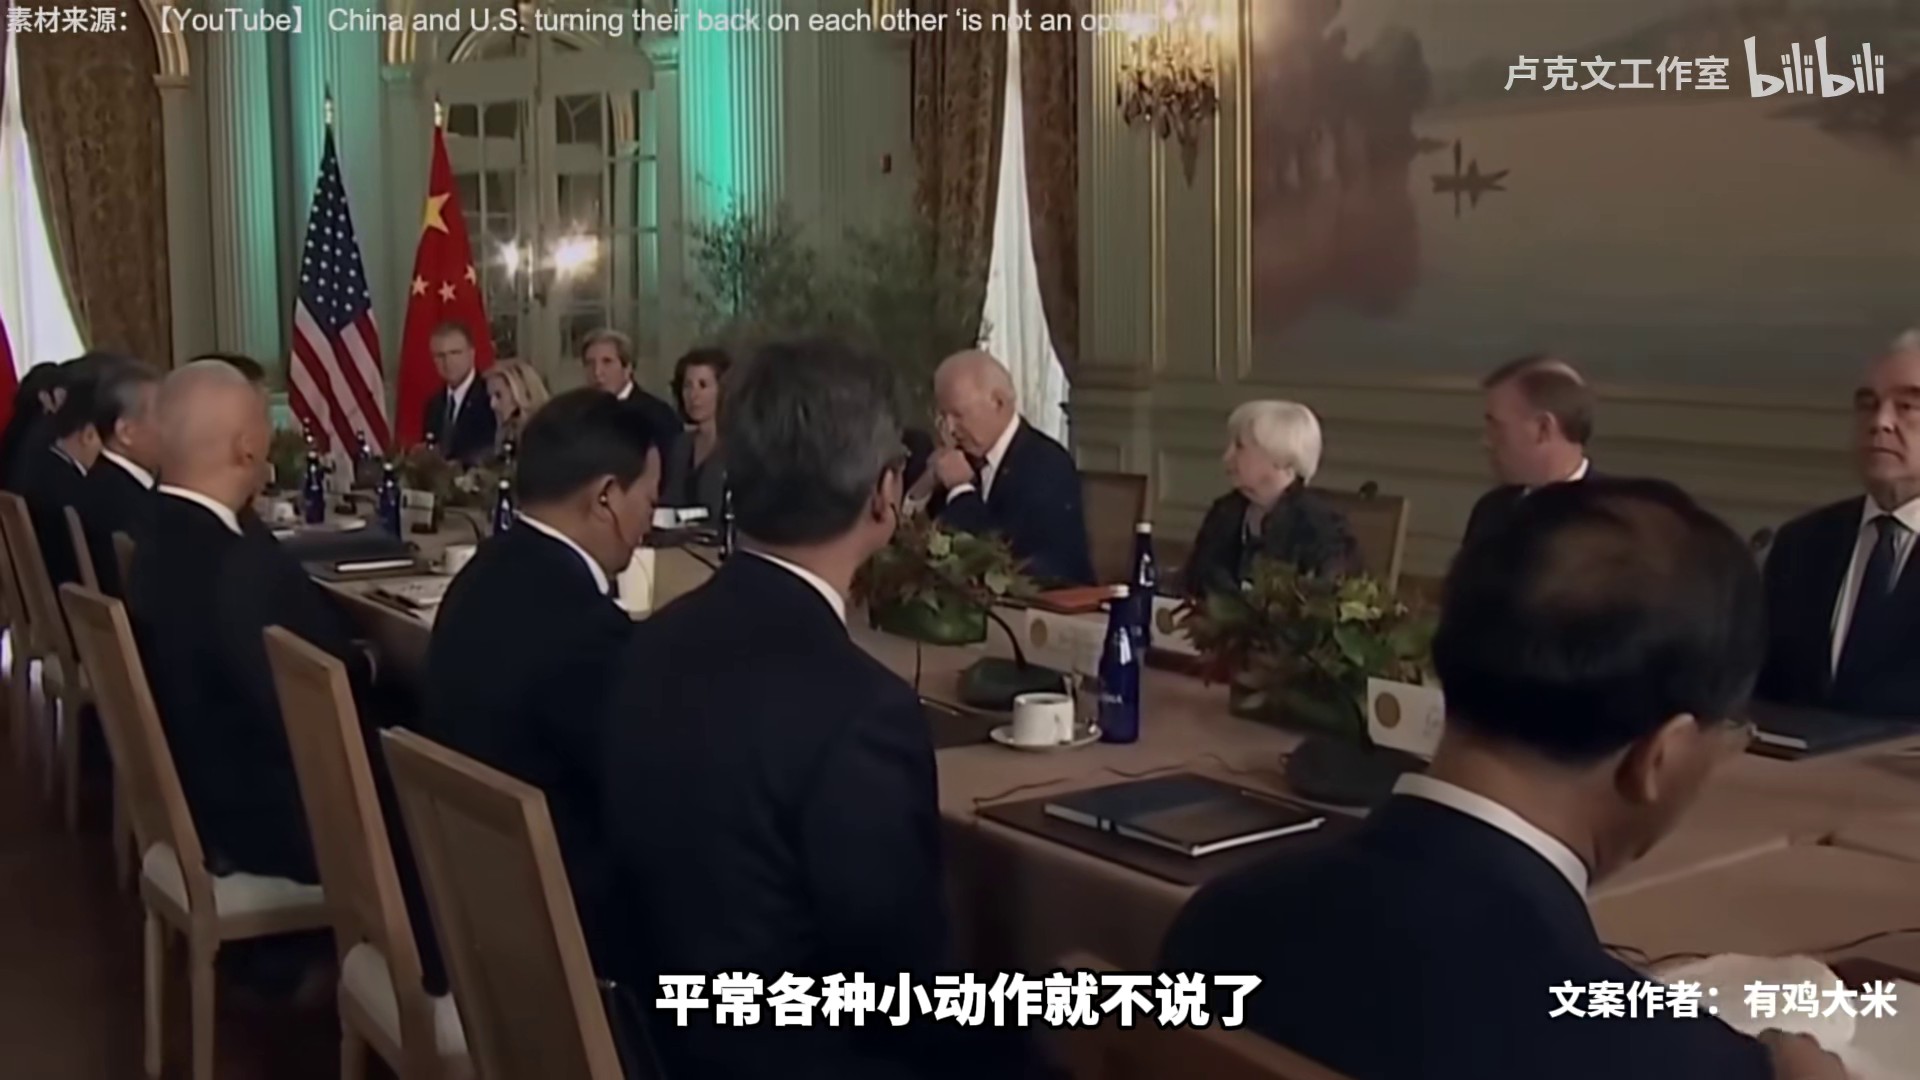 素材来源：【YouTube】 China and U.S. turning their back on each other ‘is not an op
卢克文工作室 bilibili
平常各种小动作就不说了
文案作者：有鸡大米